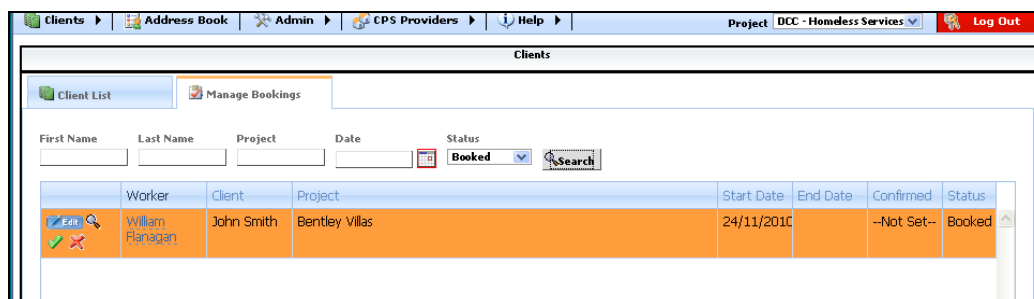 Clients Address Book Admin CPS Providers Help Project DCC - Homeless Services Log Out
Clients
Client List Manage Bookings
First Name Last Name Project Date Status
Booked Search
Worker Client Project Start Date End Date Confirmed Status
Edit William John Smith Bentley Villas 24/11/2010 --Not Set-- Booked
Flanagan